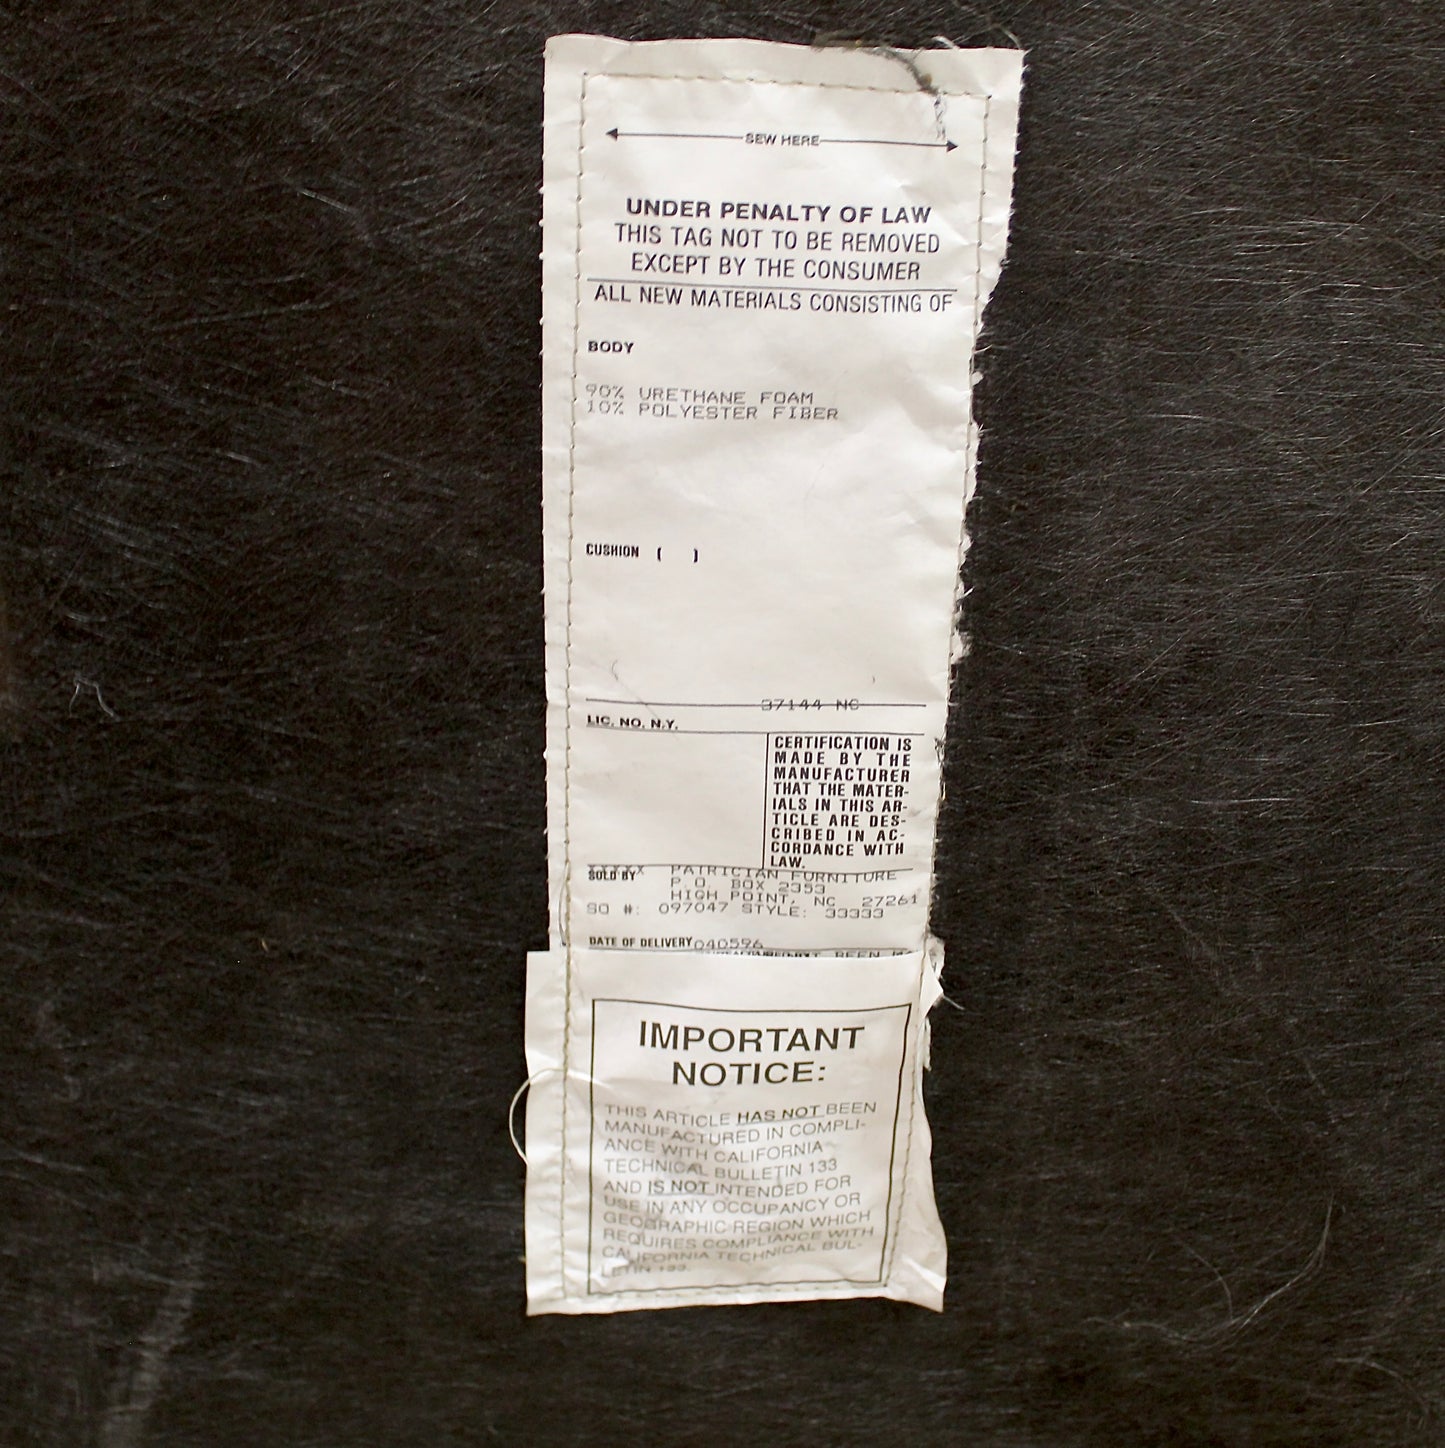 SEW HERE
UNDER PENALTY OF LAW
THIS TAG NOT TO BE REMOVED
EXCEPT BY THE CONSUMER
ALL NEW MATERIALS CONSISTING OF
BODY
90% URETHANE FOAM
10% POLYESTER FIBER
CUSHION ( )
37144 NC
LIC. NO. N.Y.
CERTIFICATION IS
MADE BY THE
MANUFACTURER
THAT THE MATER-
IALS IN THIS AR-
TICLE ARE DES-
CRIBED IN AC-
CORDANCE WITH
LAW.
XXXXX PATRICIAN FURNITURE
SOLD BY
P.O. BOX 2353
HIGH POINT, NC 27261
SO #: 097047 STYLE: 33333
DATE OF DELIVERY 040596
BEEN
IMPORTANT
NOTICE:
THIS ARTICLE HAS NOT BEEN
MANUFACTURED IN COMPLI-
ANCE WITH CALIFORNIA
TECHNICAL BULLETIN 133
AND IS NOT INTENDED FOR
USE IN ANY OCCUPANCY OR
GEOGRAPHIC REGION WHICH
REQUIRES COMPLIANCE WITH
CALIFORNIA TECHNICAL BUL-
LETIN 133.